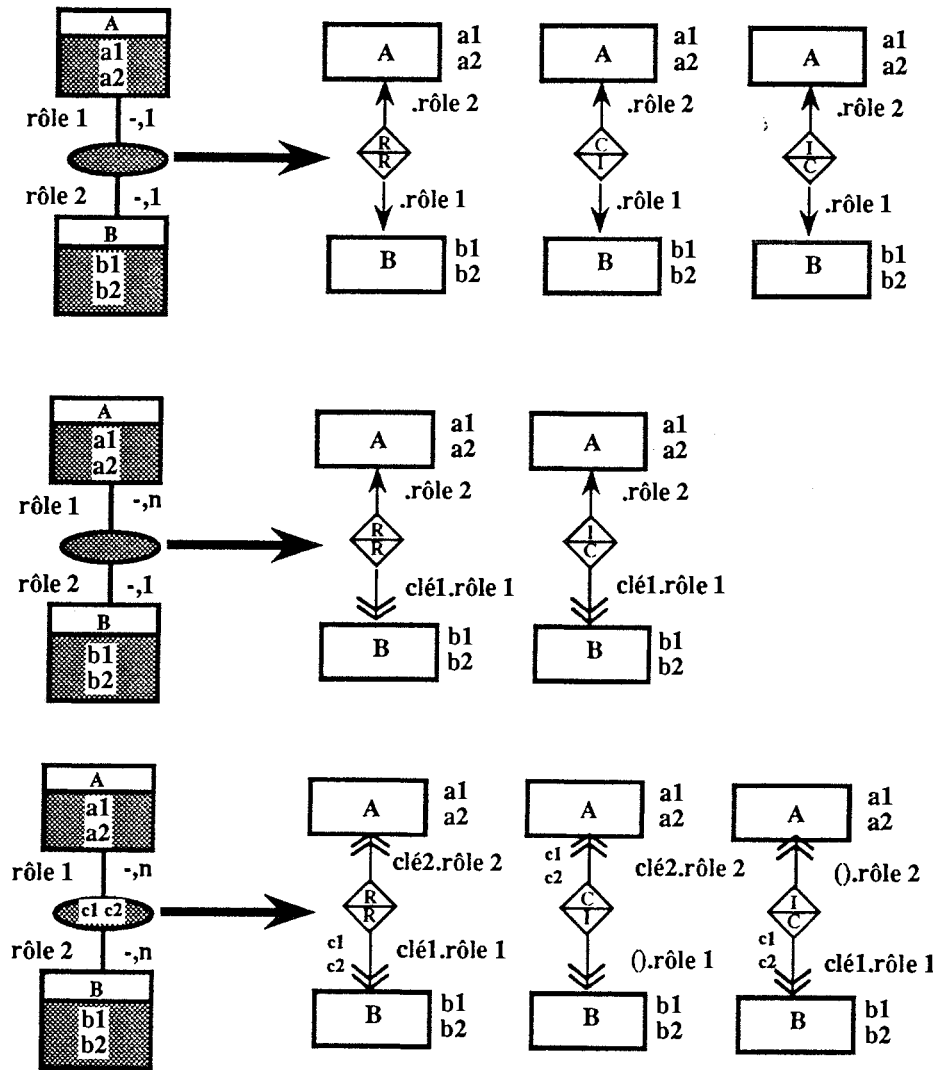 A
a1
a2
rôle 1 -,1
rôle 2 -,1
B
b1
b2
A
a1
a2
.rôle 2
R
R
.rôle 1
B
b1
b2
A
a1
a2
.rôle 2
C
I
.rôle 1
B
b1
b2
A
a1
a2
.rôle 2
I
C
.rôle 1
B
b1
b2
A
a1
a2
rôle 1 -,n
rôle 2 -,1
B
b1
b2
A
a1
a2
.rôle 2
R
R
clé1.rôle 1
B
b1
b2
A
a1
a2
.rôle 2
I
C
clé1.rôle 1
B
b1
b2
A
a1
a2
rôle 1 -,n
c1 c2
rôle 2 -,n
B
b1
b2
A
a1
a2
clé2.rôle 2
R
R
c1
c2
clé1.rôle 1
B
b1
b2
A
a1
a2
c1
c2
clé2.rôle 2
C
I
().rôle 1
B
b1
b2
A
a1
a2
().rôle 2
I
C
c1
c2
clé1.rôle 1
B
b1
b2